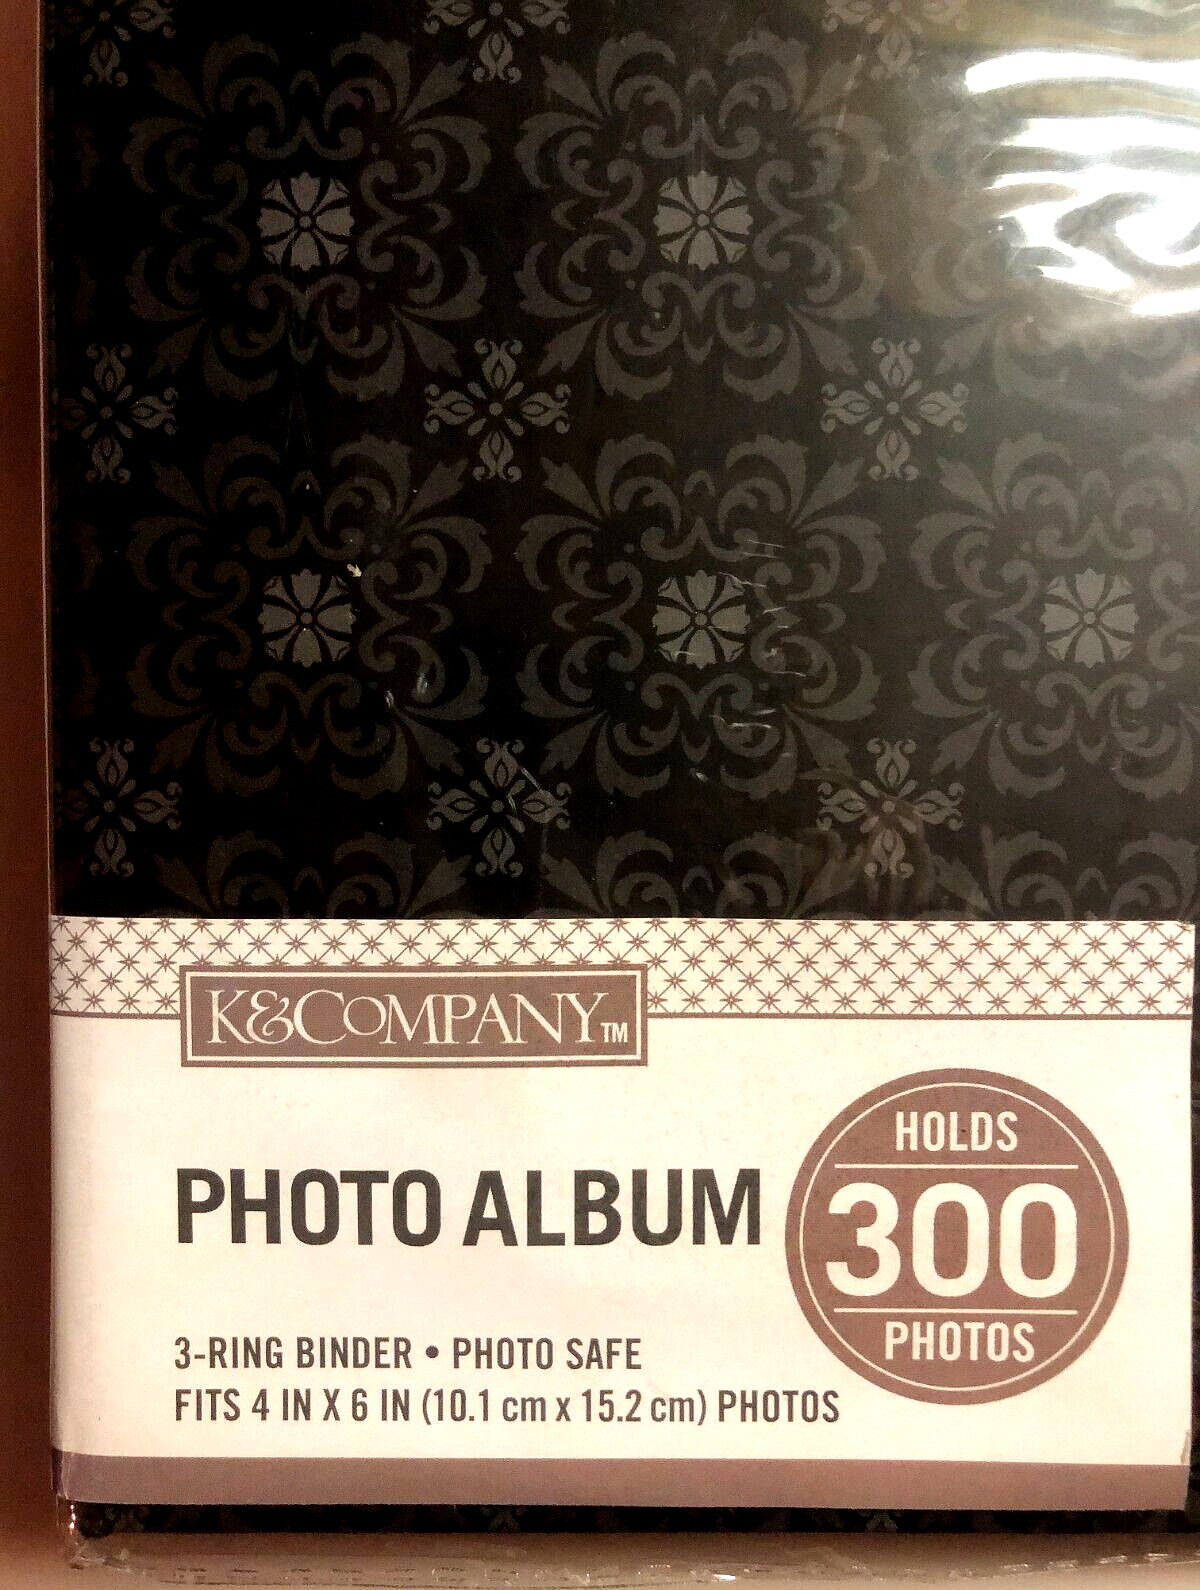 K&COMPANY™
PHOTO ALBUM
HOLDS
300
PHOTOS
3-RING BINDER • PHOTO SAFE
FITS 4 IN X 6 IN (10.1 cm x 15.2 cm) PHOTOS